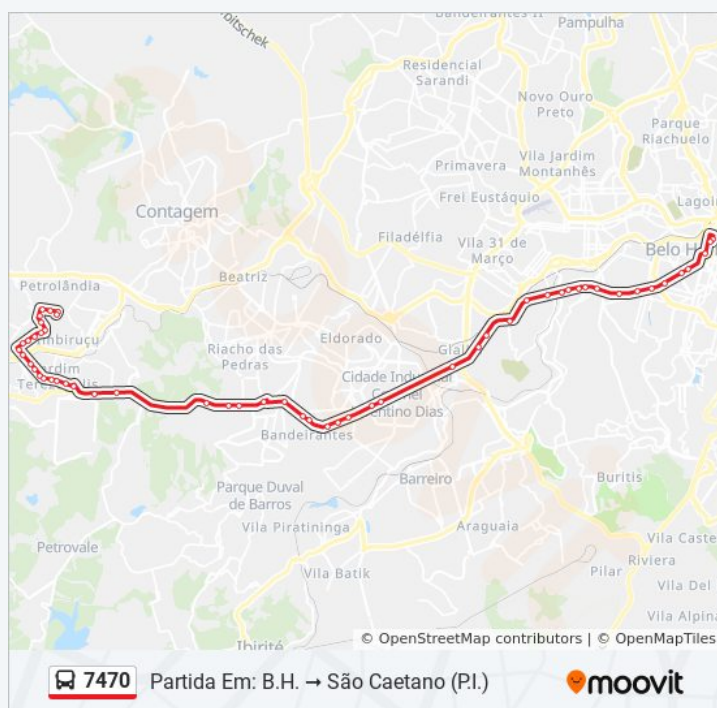 bitschek
Bandeirantes II
Pampulha
Residencial
Sarandi
Novo Ouro
Preto
Parque
Riachuelo
Primavera
Vila Jardim
Montanhês
Frei Eustáquio
Lagoi
Contagem
Filadélfia
Vila 31 de
Março
Belo H
Petrolândia
Beatriz
mbiruçu
Eldorado
Riacho das
Pedras
Jardim
Cidade Industrial
Bandeirantes
Barreiro
Buritis
Parque Duval
de Barros
Vila Piratininga
Araguaia
Petrovale
Vila Batik
Vila Caste
Riviera
Pilar
Vila Del
Vila Alpina
Ibirité
© OpenStreetMap contributors | © OpenMapTiles
7470 Partida Em: B.H. → São Caetano (P.I.)
moovit